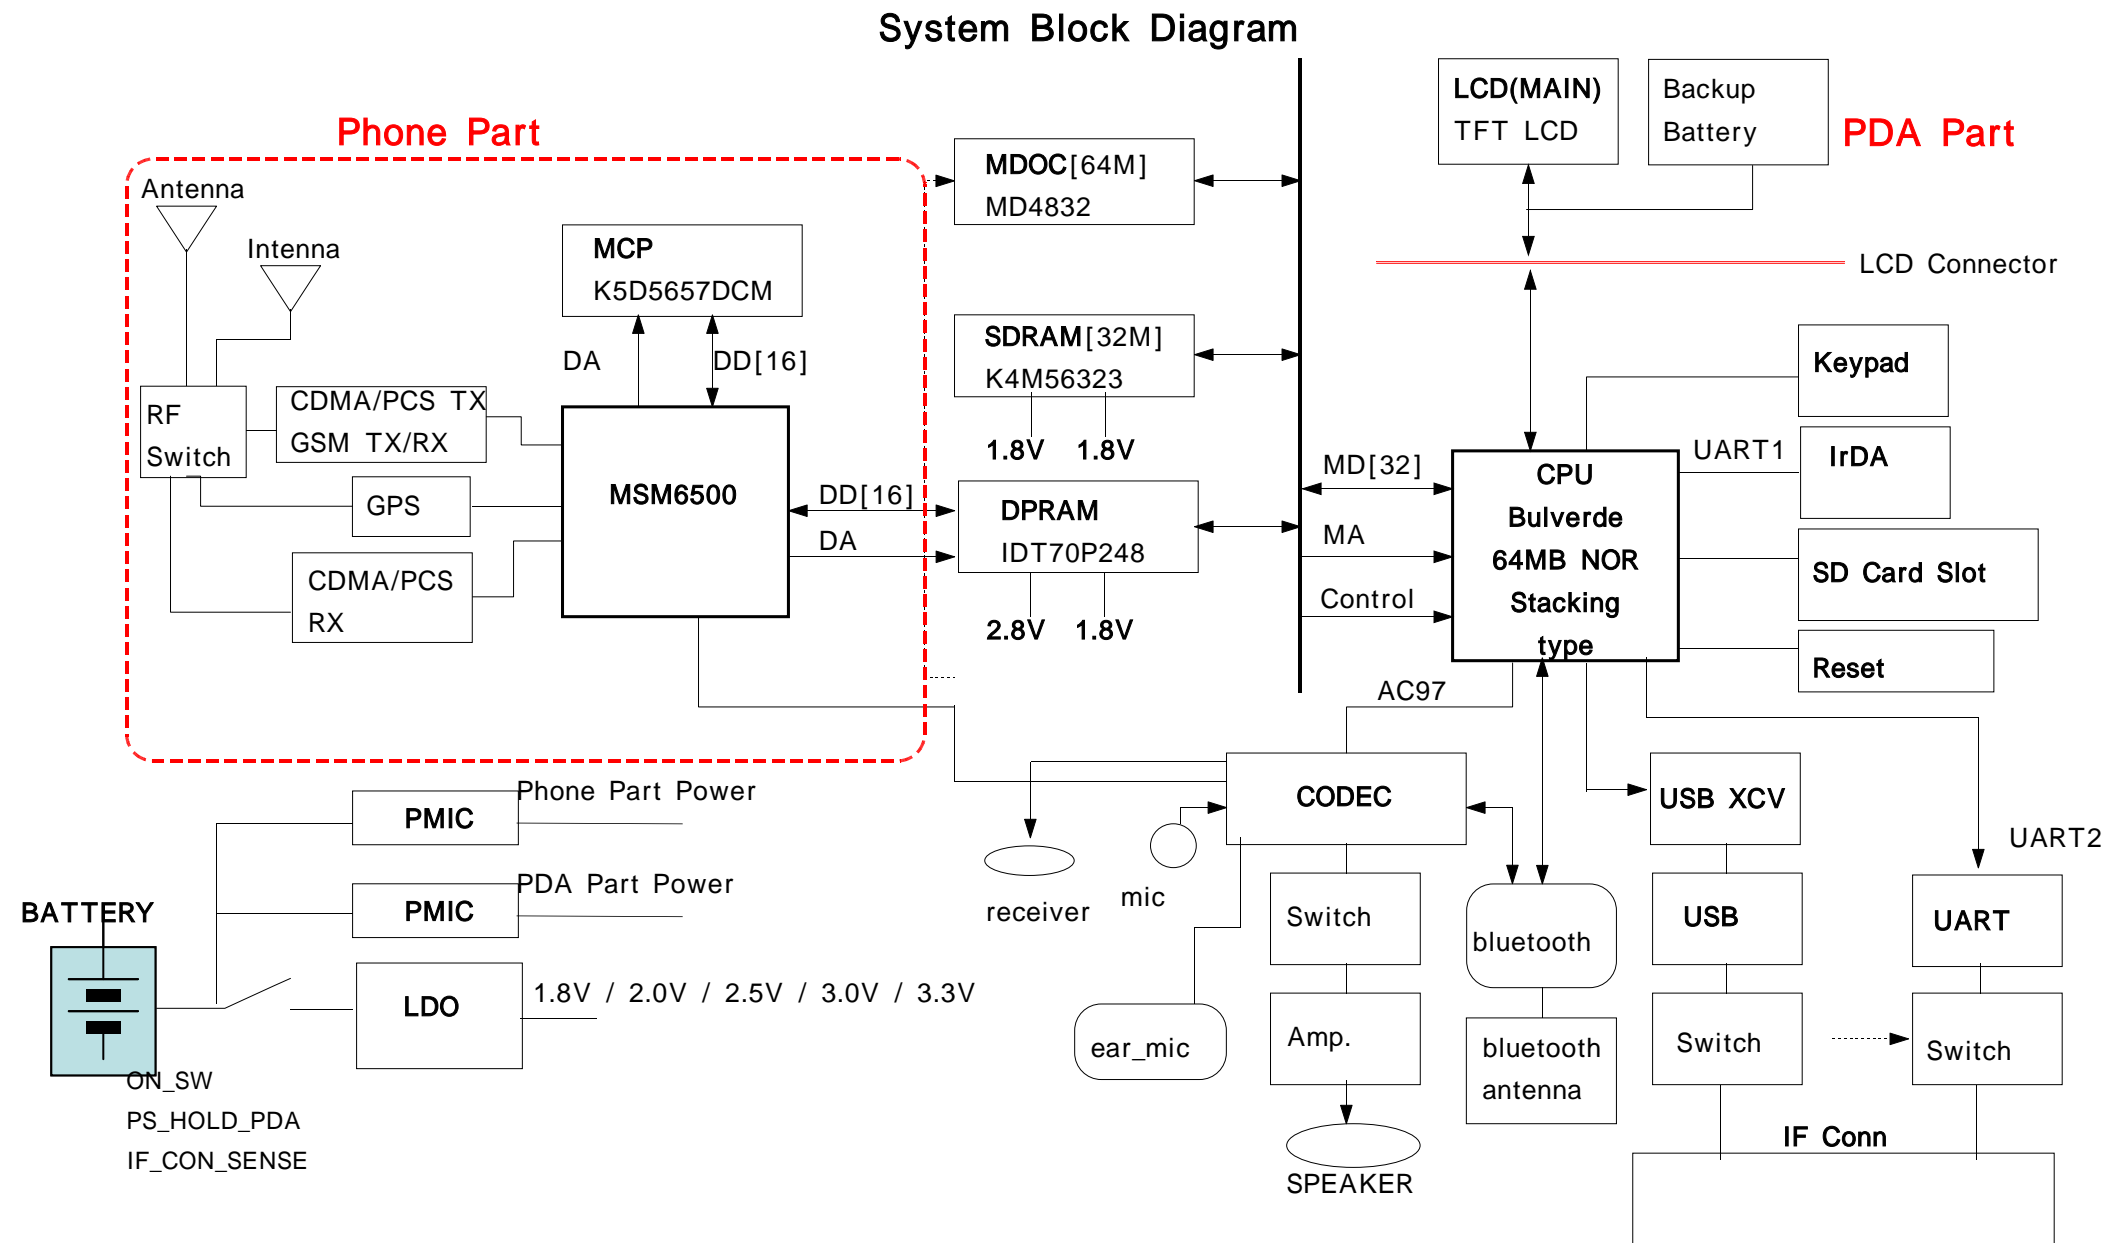 System Block Diagram
Phone Part
PDA Part
LCD(MAIN)
TFT LCD
Backup
Battery
LCD Connector
Antenna
Intenna
MCP
K5D5657DCM
DA
DD[16]
RF
Switch
CDMA/PCS TX
GSM TX/RX
GPS
CDMA/PCS
RX
MSM6500
DD[16]
DA
MDOC[64M]
MD4832
SDRAM[32M]
K4M56323
1.8V
1.8V
DPRAM
IDT70P248
2.8V
1.8V
MD[32]
MA
Control
CPU
Bulverde
64MB NOR
Stacking
type
Keypad
UART1
IrDA
SD Card Slot
Reset
AC97
CODEC
USB XCV
UART2
receiver
mic
Switch
bluetooth
USB
UART
ear_mic
Amp.
bluetooth
antenna
Switch
Switch
SPEAKER
IF Conn
PMIC
Phone Part Power
PMIC
PDA Part Power
BATTERY
LDO
1.8V / 2.0V / 2.5V / 3.0V / 3.3V
ON_SW
PS_HOLD_PDA
IF_CON_SENSE